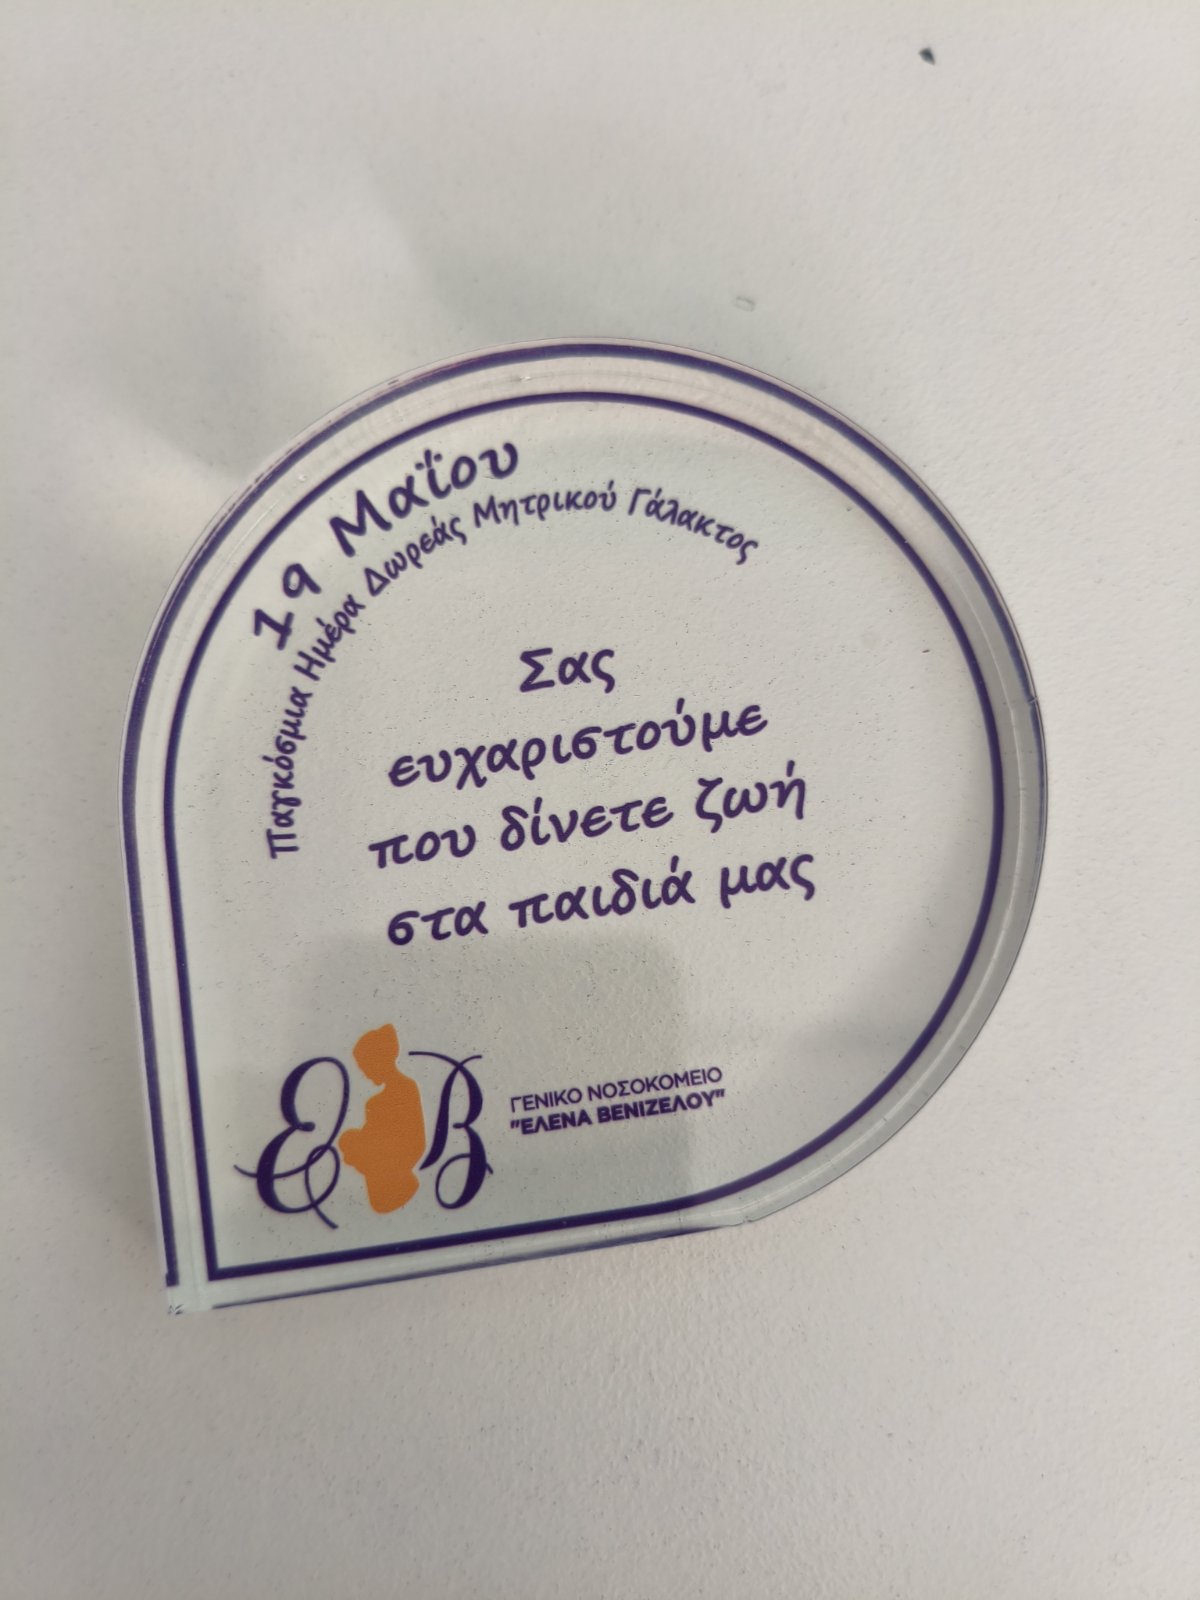 19 Μαΐου
Παγκόσμια Ημέρα Δωρεάς Μητρικού Γάλακτος
Σας
ευχαριστούμε
που δίνετε ζωή
στα παιδιά μας
ΕΒ
ΓΕΝΙΚΟ ΝΟΣΟΚΟΜΕΙΟ
"ΕΛΕΝΑ ΒΕΝΙΖΕΛΟΥ"